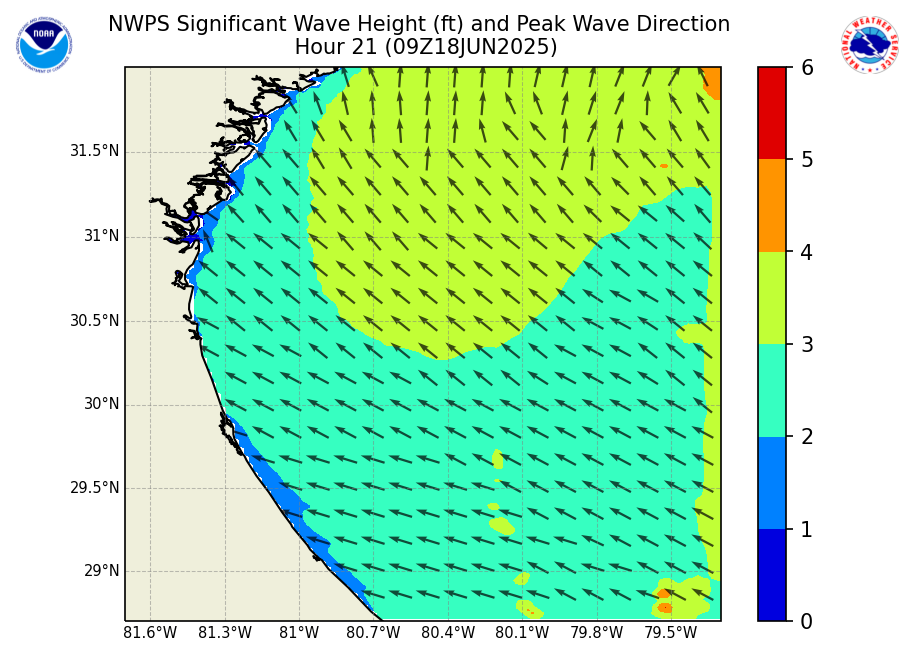 NWPS Significant Wave Height (ft) and Peak Wave Direction
Hour 21 (09Z18JUN2025)
NOAA
NATIONAL WEATHER SERVICE
31.5°N
31°N
30.5°N
30°N
29.5°N
29°N
81.6°W 81.3°W 81°W 80.7°W 80.4°W 80.1°W 79.8°W 79.5°W
6
5
4
3
2
1
0